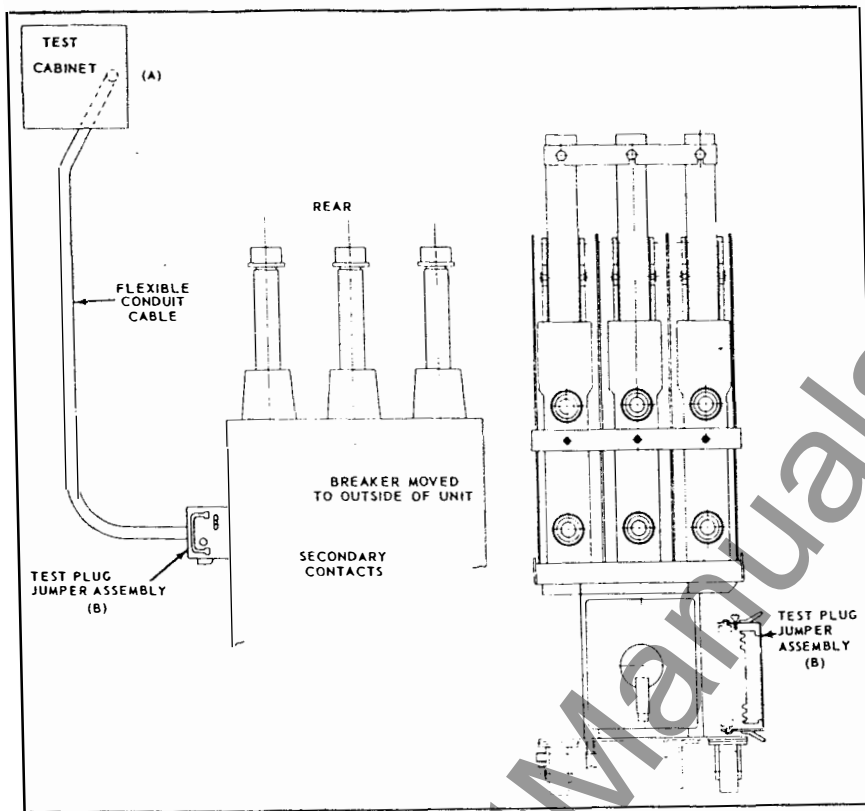 TEST
CABINET
(A)
REAR
FLEXIBLE
CONDUIT
CABLE
BREAKER MOVED
TO OUTSIDE OF UNIT
SECONDARY
CONTACTS
TEST PLUG
JUMPER ASSEMBLY
(B)
TEST PLUG
JUMPER
ASSEMBLY
(B)
Manuals